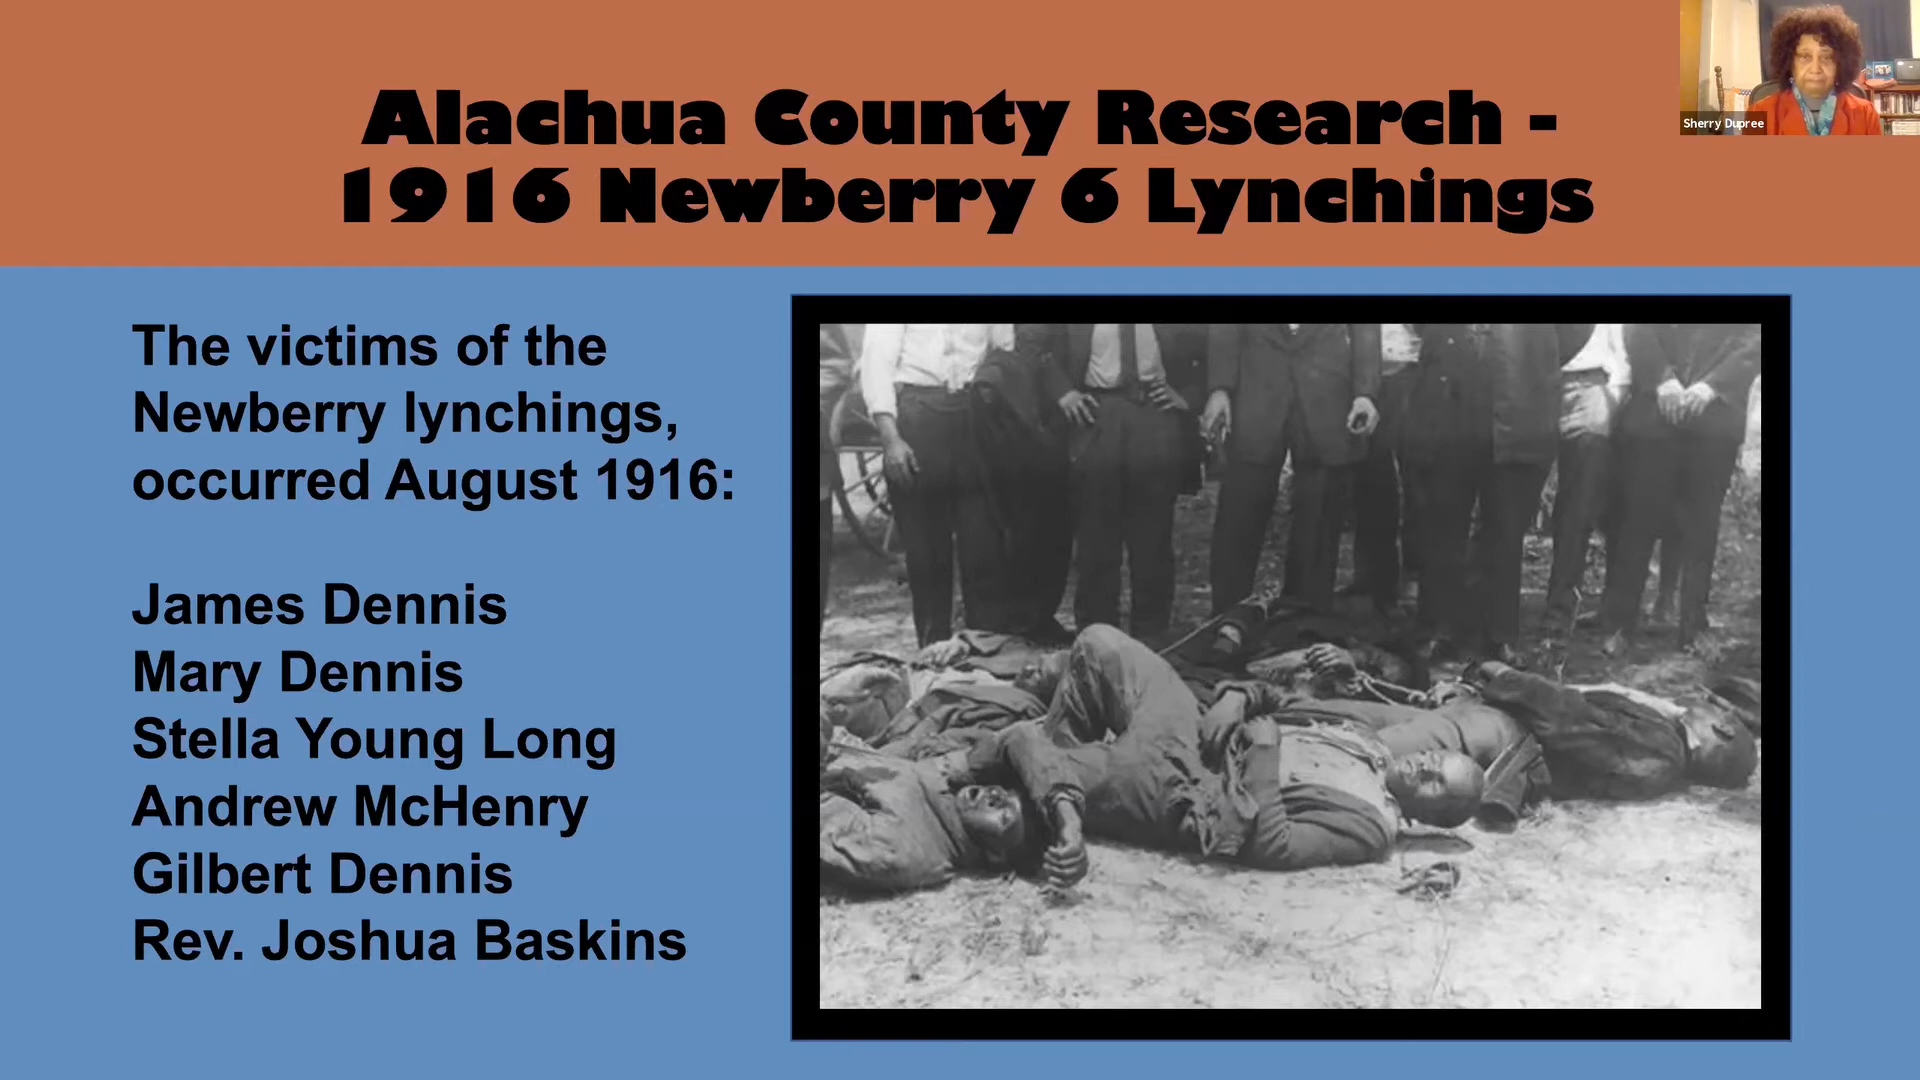 Alachua County Research -
1916 Newberry 6 Lynchings
Sherry Dupree
The victims of the
Newberry lynchings,
occurred August 1916:
James Dennis
Mary Dennis
Stella Young Long
Andrew McHenry
Gilbert Dennis
Rev. Joshua Baskins